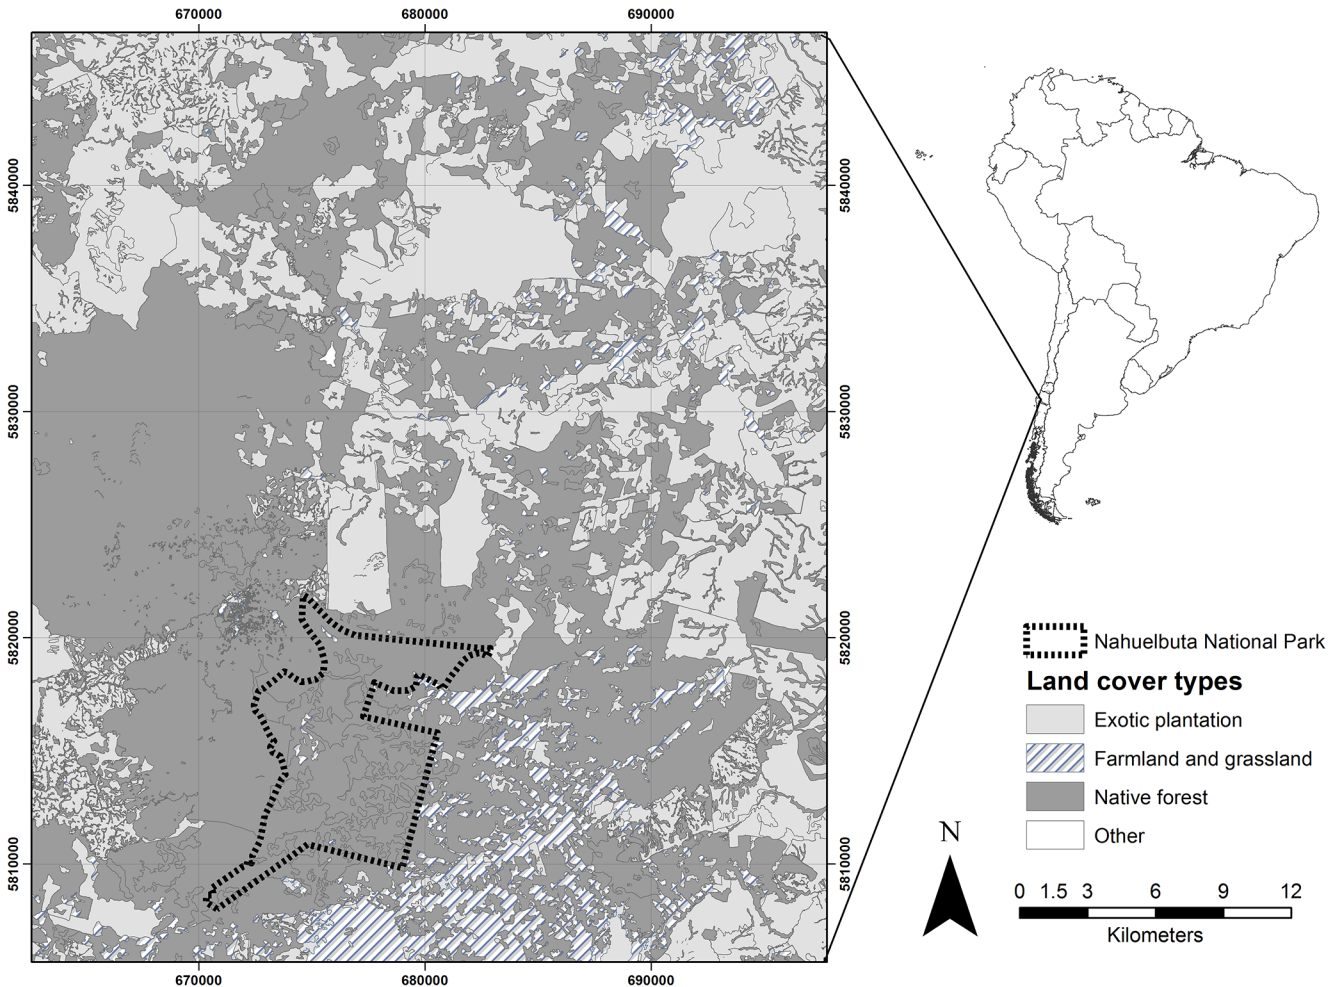 670000 680000 690000
5840000 5840000
5830000 5830000
5820000 5820000
5810000 5810000
670000 680000 690000
Nahuelbuta National Park
Land cover types
Exotic plantation
Farmland and grassland
Native forest
Other
N
0 1.5 3 6 9 12
Kilometers